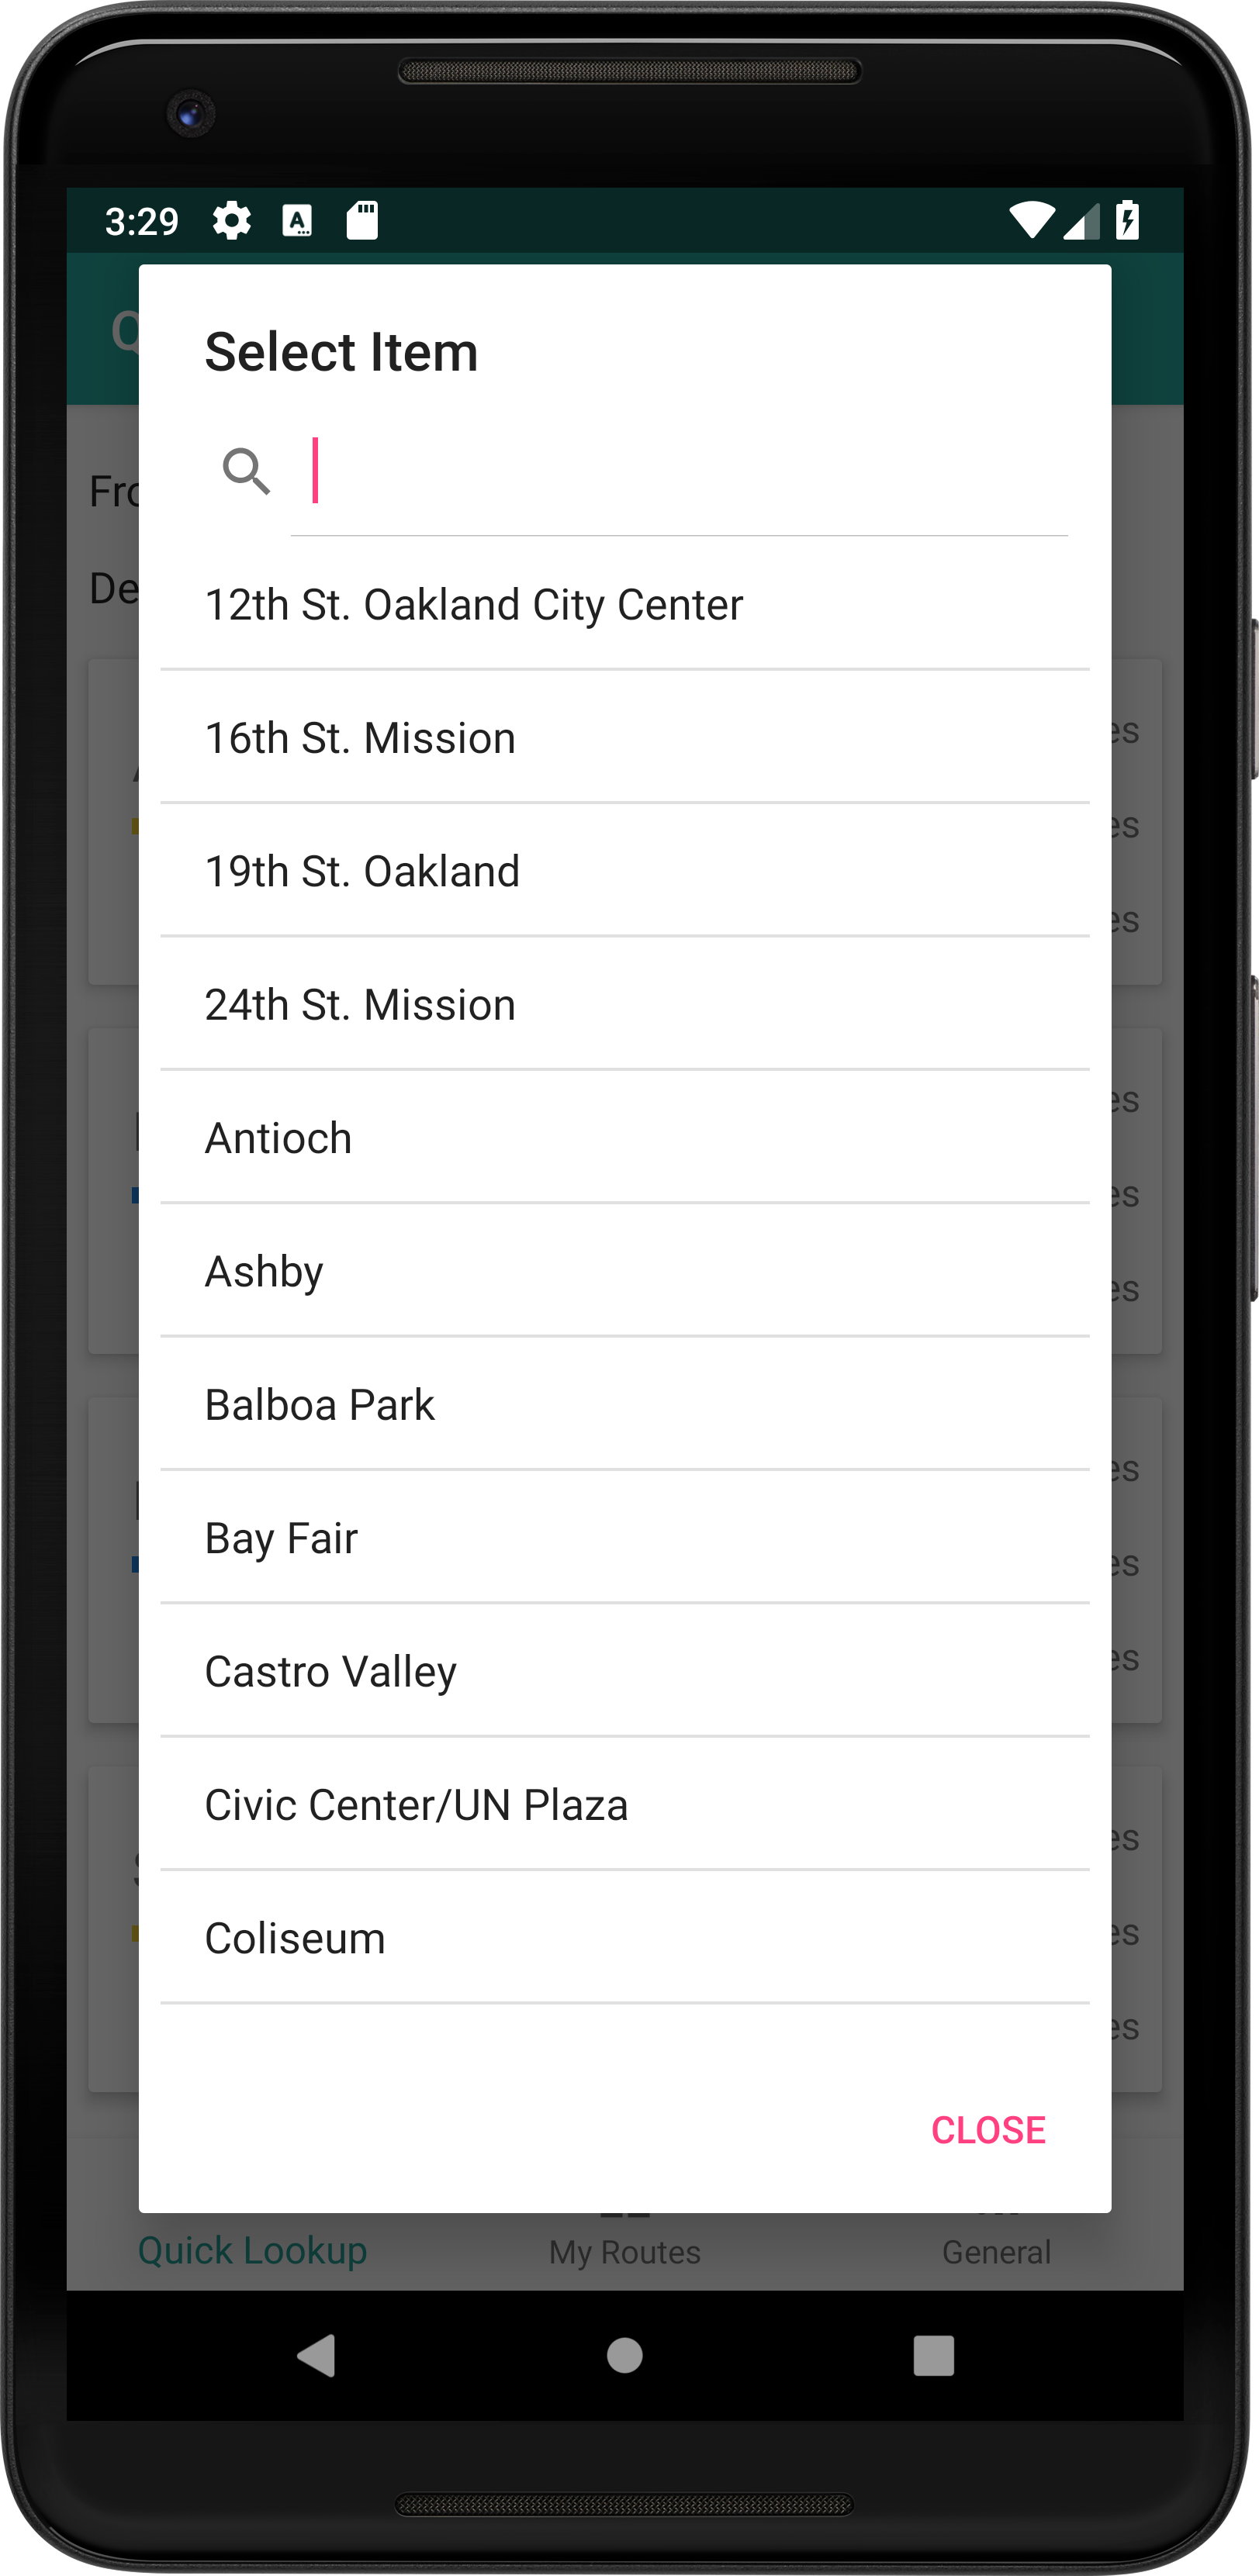 3:29
Select Item
12th St. Oakland City Center
16th St. Mission
19th St. Oakland
24th St. Mission
Antioch
Ashby
Balboa Park
Bay Fair
Castro Valley
Civic Center/UN Plaza
Coliseum
CLOSE
Quick Lookup
My Routes
General